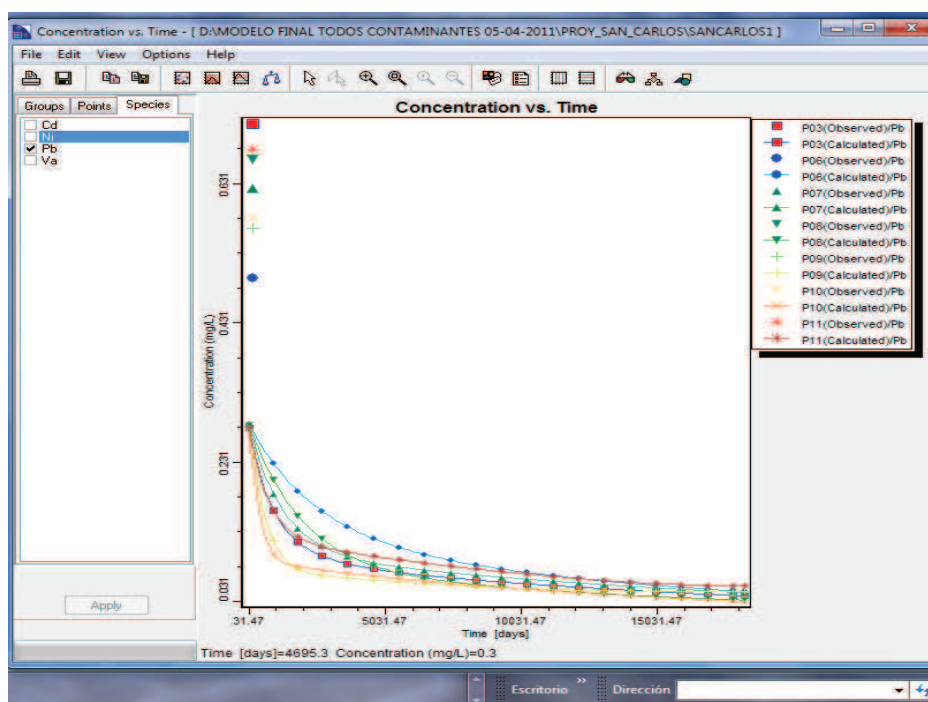 Concentration vs. Time - [ D:\MODELO FINAL TODOS CONTAMINANTES 05-04-2011\PROY_SAN_CARLOS\SANCARLOS1 ]
File Edit View Options Help
Groups Points Species
Cd
Ni
Pb
Va
Apply
Concentration vs. Time
Concentration (mg/L)
0.631
0.431
0.231
0.031
31.47 5031.47 10031.47 15031.47
Time [days]
P03(Observed)/Pb
P03(Calculated)/Pb
P06(Observed)/Pb
P06(Calculated)/Pb
P07(Observed)/Pb
P07(Calculated)/Pb
P08(Observed)/Pb
P08(Calculated)/Pb
P09(Observed)/Pb
P09(Calculated)/Pb
P10(Observed)/Pb
P10(Calculated)/Pb
P11(Observed)/Pb
P11(Calculated)/Pb
Time [days]=4695.3 Concentration (mg/L)=0.3
Escritorio » Dirección